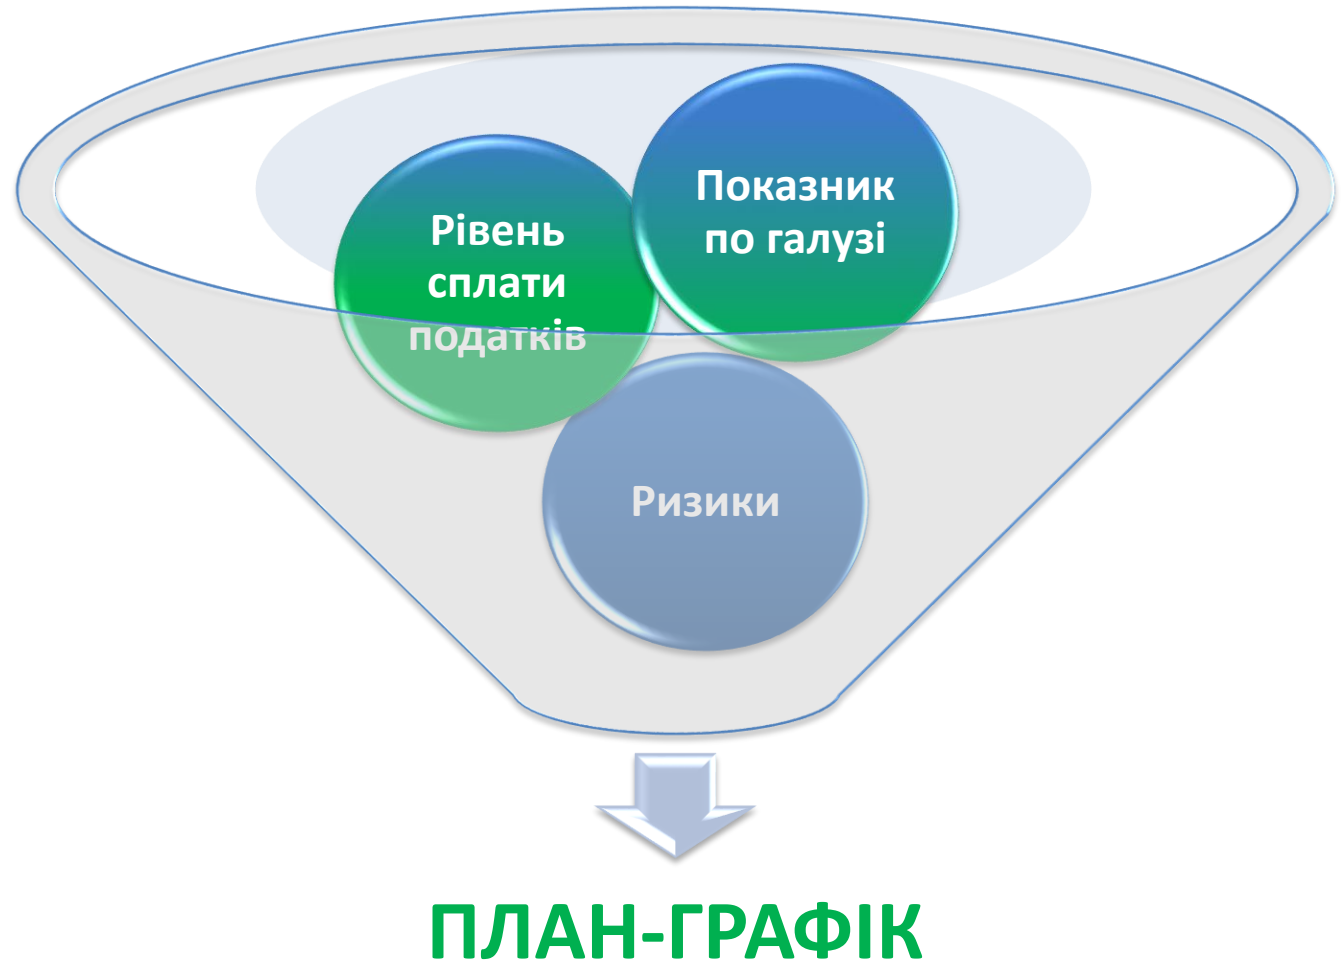 Показник
по галузі
Рівень
сплати
податків
Ризики
ПЛАН-ГРАФІК